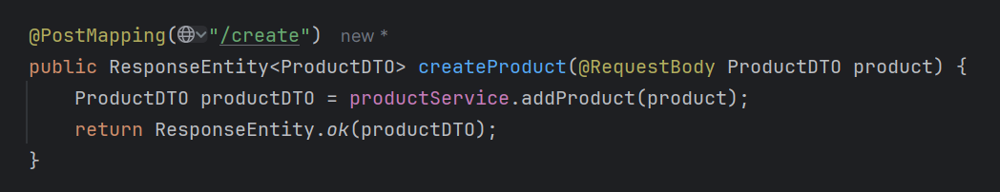 @PostMapping("/create") new *
public ResponseEntity<ProductDTO> createProduct(@RequestBody ProductDTO product) {
    ProductDTO productDTO = productService.addProduct(product);
    return ResponseEntity.ok(productDTO);
}